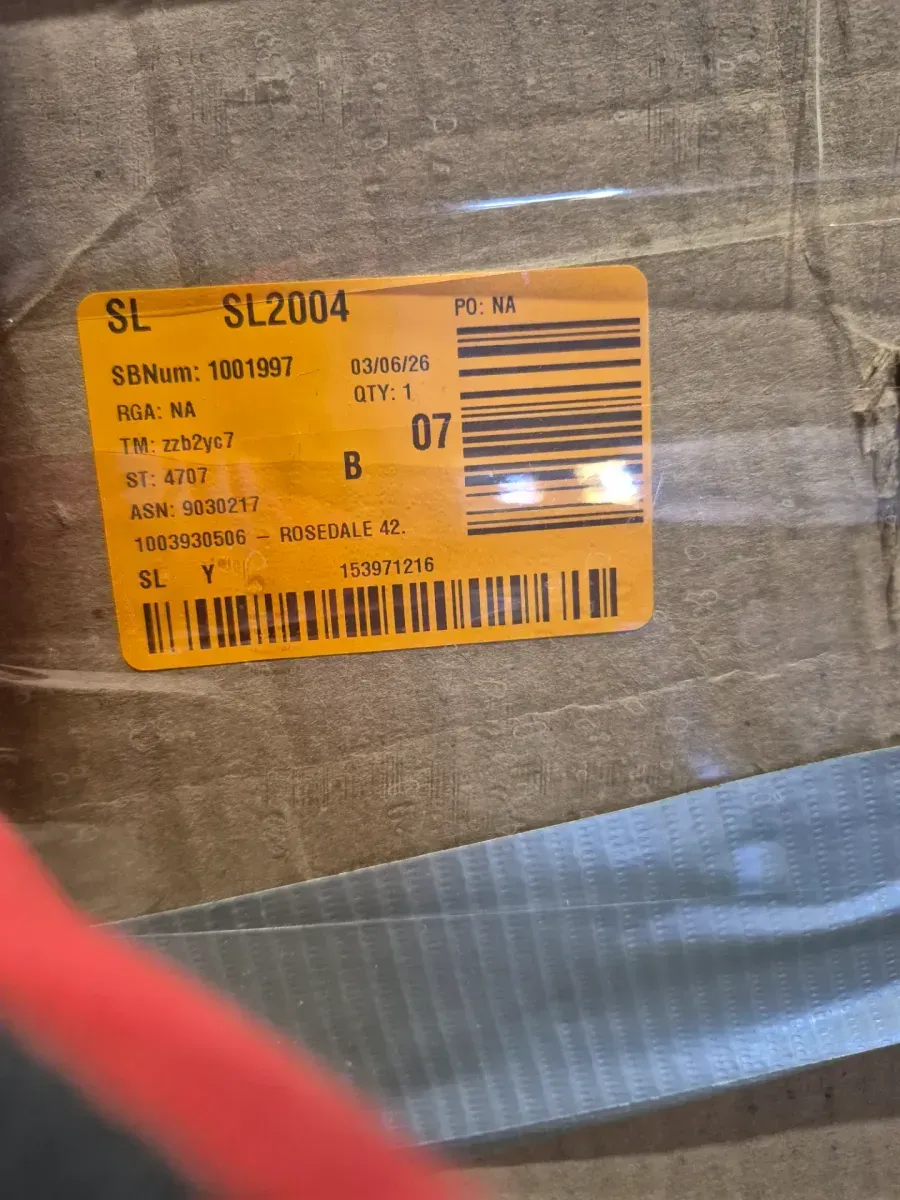 SL SL2004 PO: NA
SBNum: 1001997 03/06/26
RGA: NA QTY: 1
TM: zzb2yc7 07
ST: 4707 B
ASN: 9030217
1003930506 – ROSEDALE 42.
SL Y 153971216